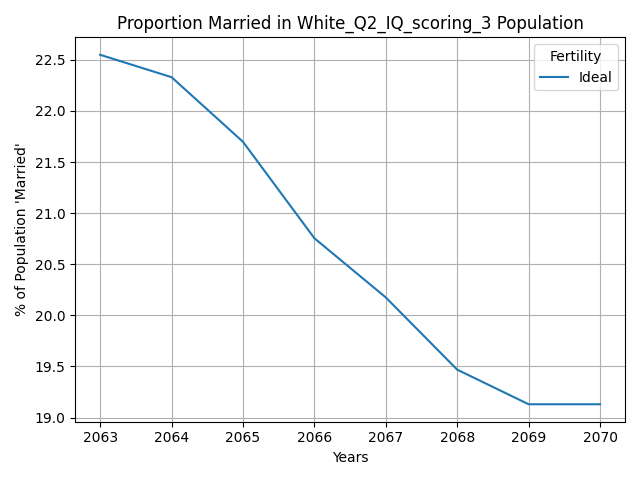 Proportion Married in White_Q2_IQ_scoring_3 Population
Fertility
Ideal
% of Population 'Married'
22.5
22.0
21.5
21.0
20.5
20.0
19.5
19.0
2063 2064 2065 2066 2067 2068 2069 2070
Years